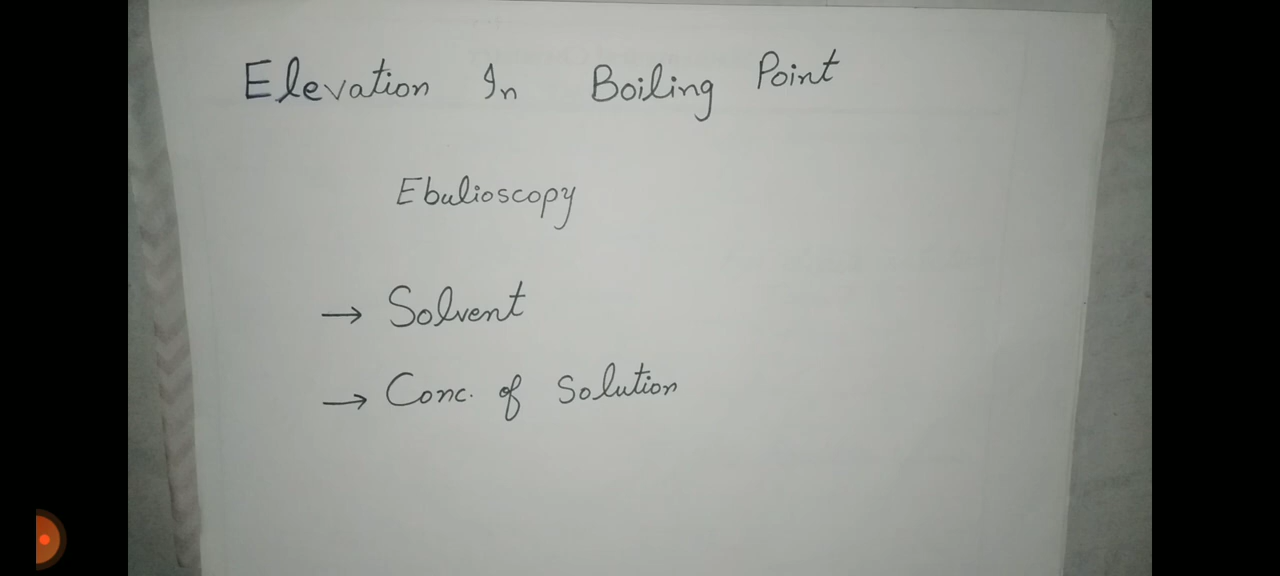 Elevation In Boiling Point
Ebulioscopy
→ Solvent
→ Conc. of Solution